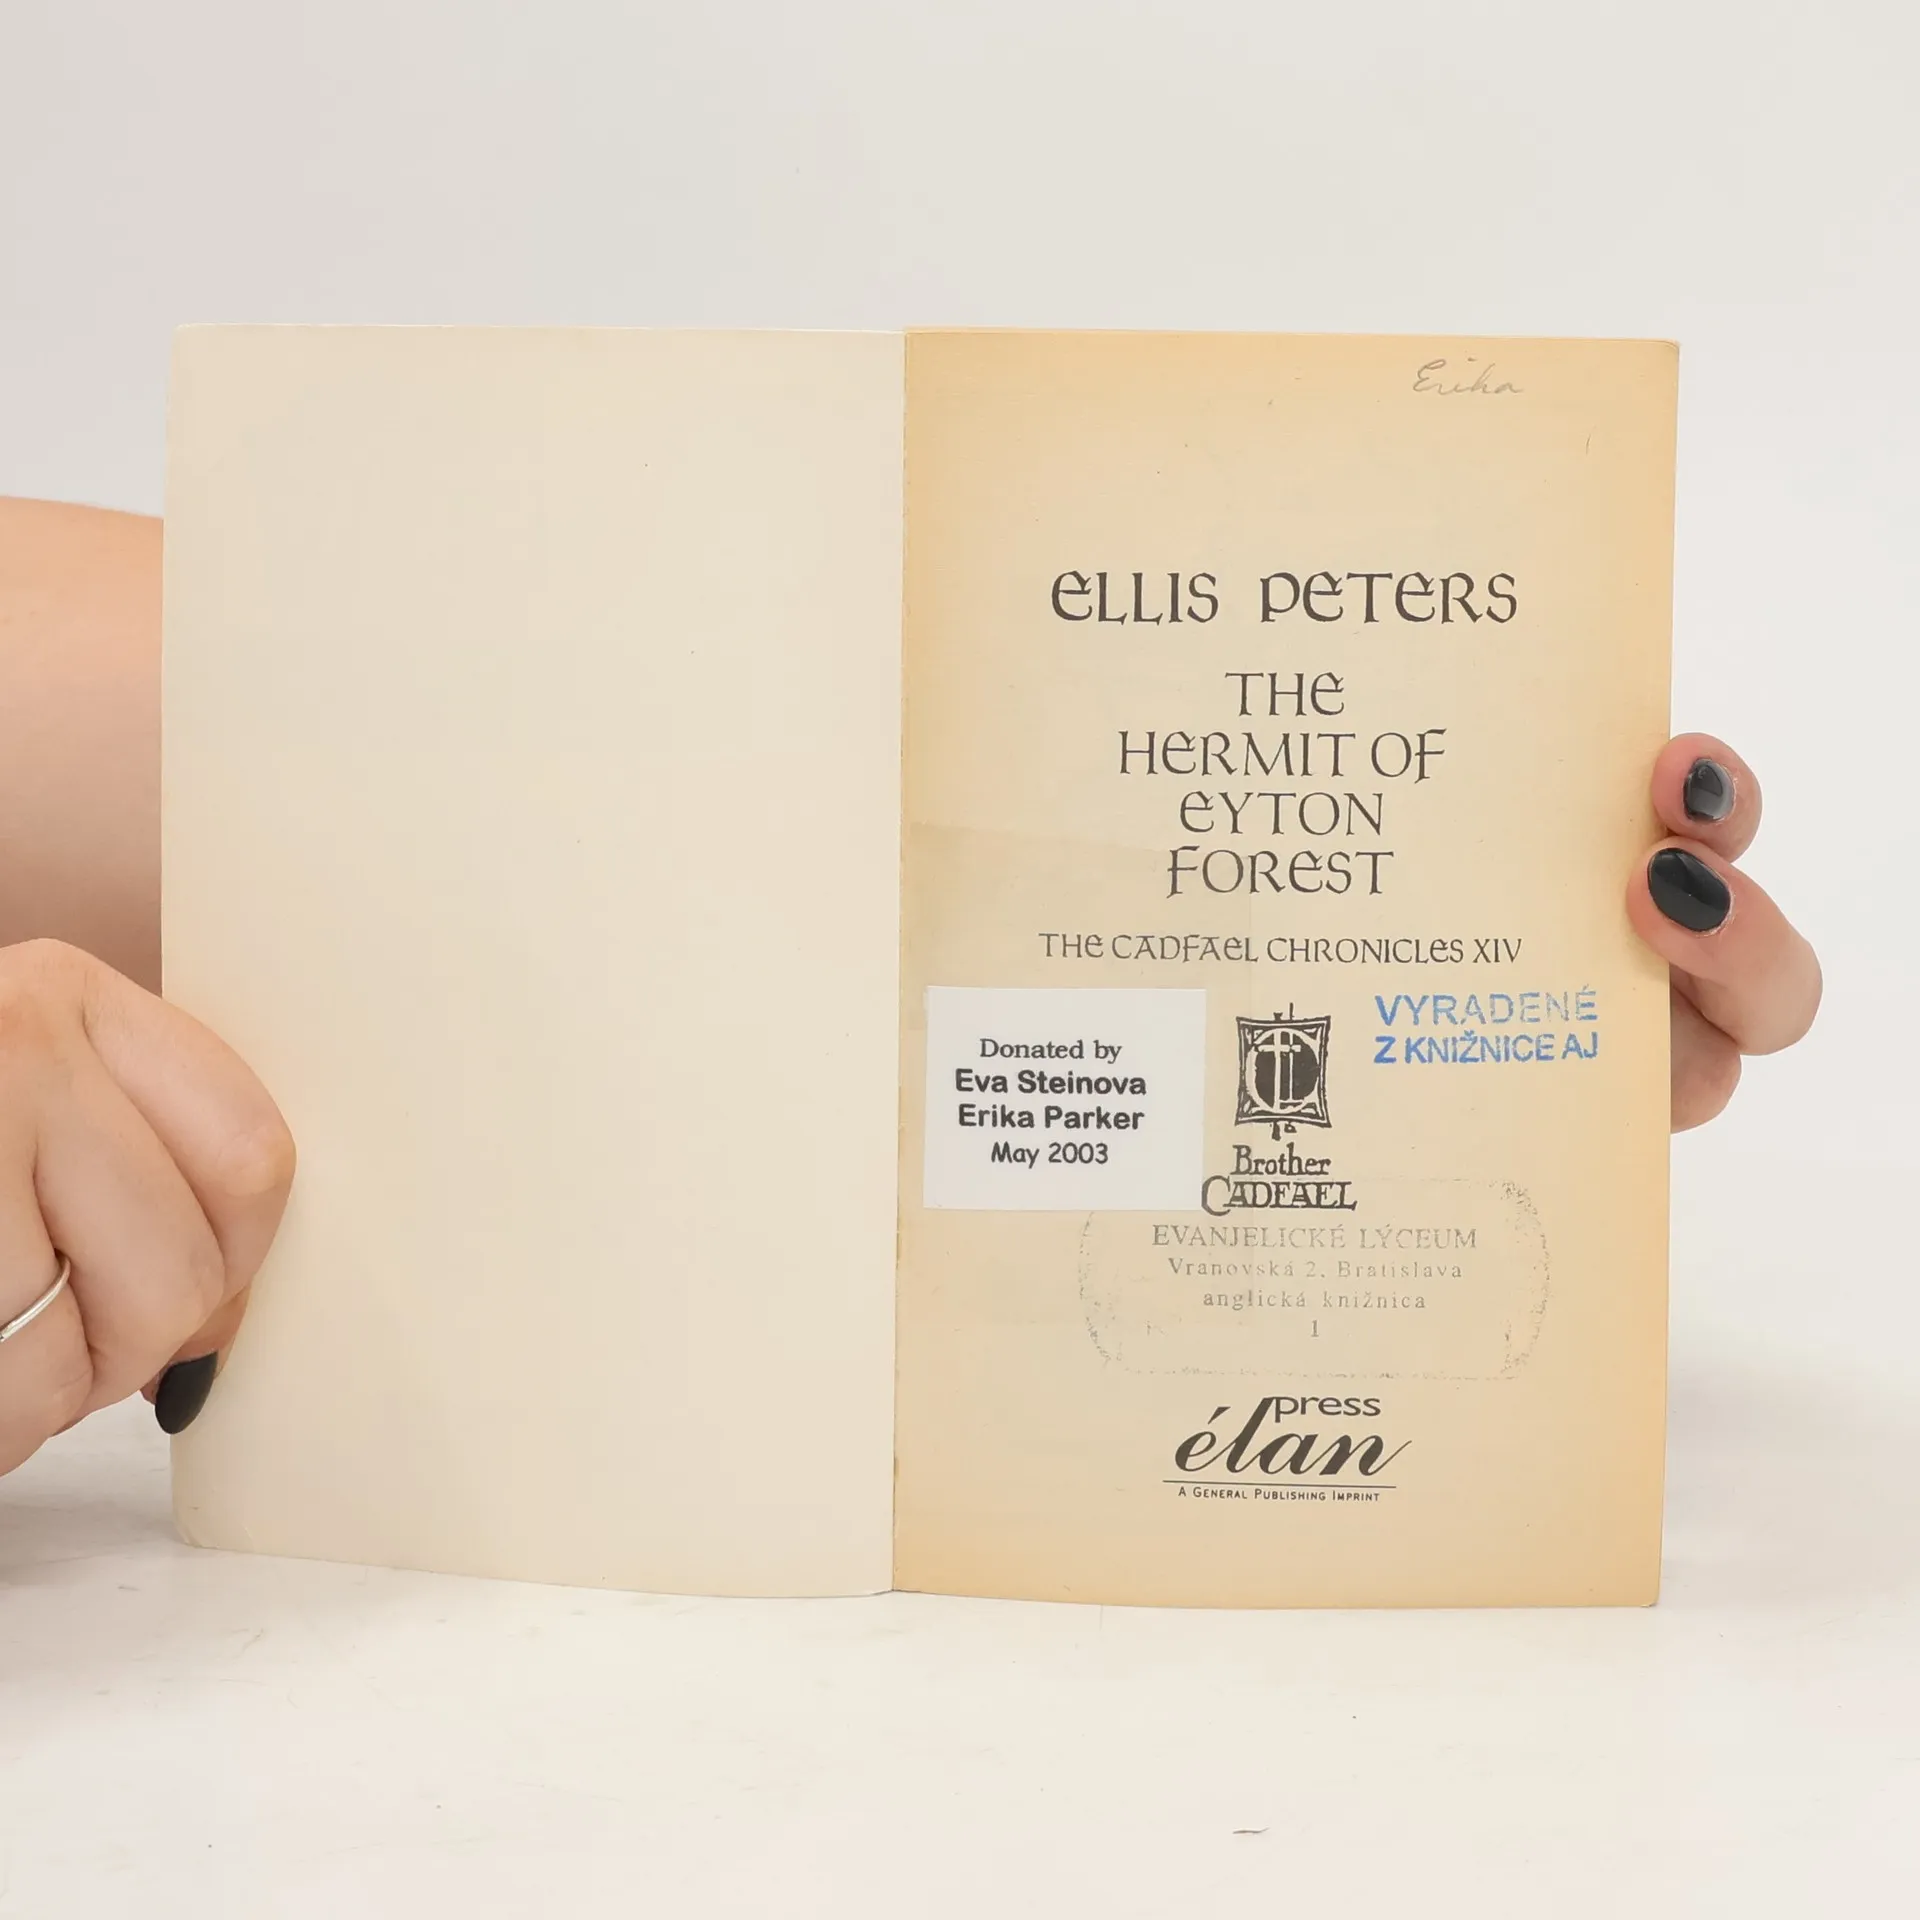 Erika
ELLIS PETERS
THE
HERMIT OF
EYTON
FOREST
THE CADFAEL CHRONICLES XIV
VYRADENÉ
Z KNIŽNICE AJ
Donated by
Eva Steinova
Erika Parker
May 2003
Brother
CADFAEL
EVANJELICKÉ LÝCEUM
Vranovská 2, Bratislava
anglická knižnica
1
press
élan
A GENERAL PUBLISHING IMPRINT